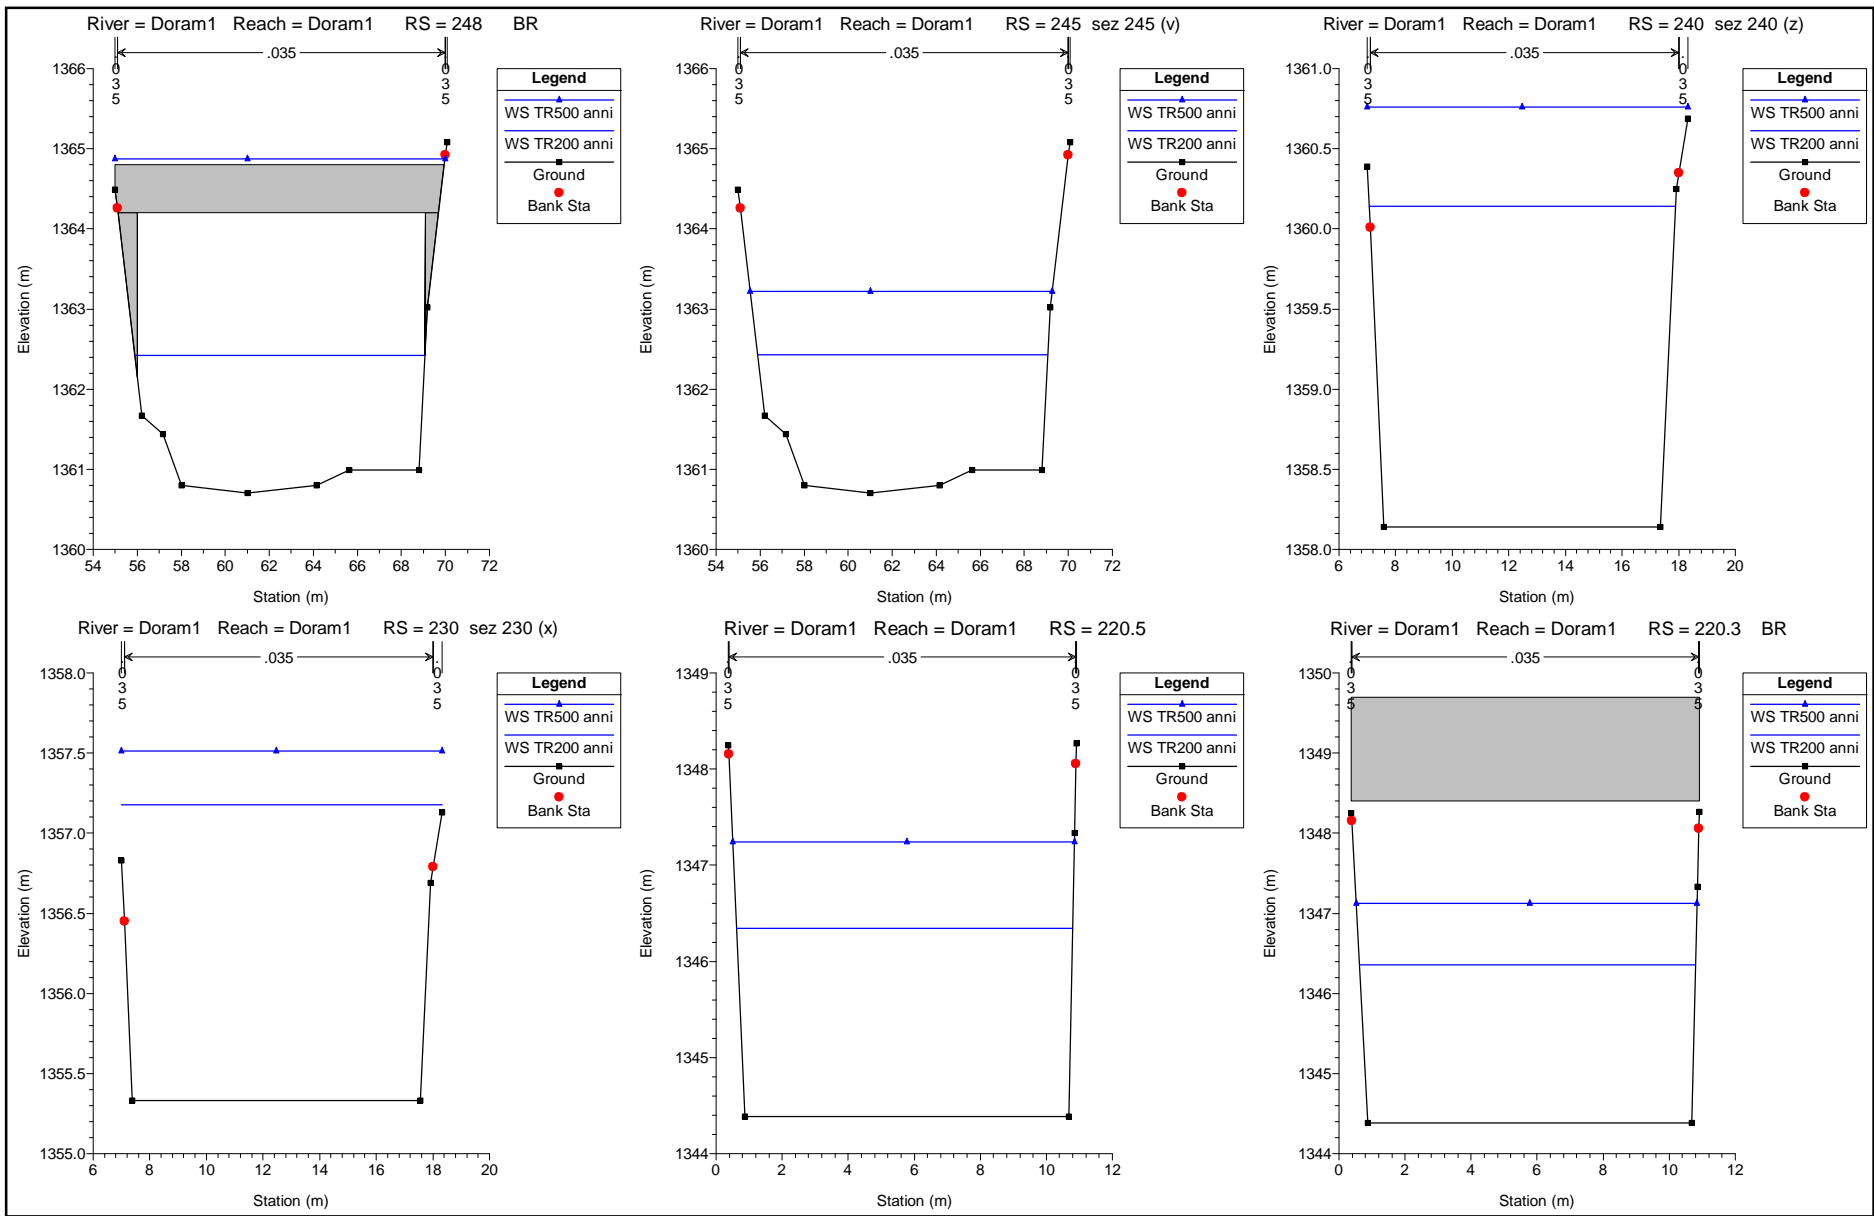 River = Doram1 Reach = Doram1 RS = 248 BR
.035
.035
.035
Legend
WS TR500 anni
WS TR200 anni
Ground
Bank Sta
Elevation (m)
1366
1365
1364
1363
1362
1361
1360
54 56 58 60 62 64 66 68 70 72
Station (m)
River = Doram1 Reach = Doram1 RS = 245 sez 245 (v)
.035
.035
.035
Legend
WS TR500 anni
WS TR200 anni
Ground
Bank Sta
Elevation (m)
1366
1365
1364
1363
1362
1361
1360
54 56 58 60 62 64 66 68 70 72
Station (m)
River = Doram1 Reach = Doram1 RS = 240 sez 240 (z)
.035
.035
.035
Legend
WS TR500 anni
WS TR200 anni
Ground
Bank Sta
Elevation (m)
1361.0
1360.5
1360.0
1359.5
1359.0
1358.5
1358.0
6 8 10 12 14 16 18 20
Station (m)
River = Doram1 Reach = Doram1 RS = 230 sez 230 (x)
.035
.035
.035
Legend
WS TR500 anni
WS TR200 anni
Ground
Bank Sta
Elevation (m)
1358.0
1357.5
1357.0
1356.5
1356.0
1355.5
1355.0
6 8 10 12 14 16 18 20
Station (m)
River = Doram1 Reach = Doram1 RS = 220.5
.035
.035
.035
Legend
WS TR500 anni
WS TR200 anni
Ground
Bank Sta
Elevation (m)
1349
1348
1347
1346
1345
1344
0 2 4 6 8 10 12
Station (m)
River = Doram1 Reach = Doram1 RS = 220.3 BR
.035
.035
.035
Legend
WS TR500 anni
WS TR200 anni
Ground
Bank Sta
Elevation (m)
1350
1349
1348
1347
1346
1345
1344
0 2 4 6 8 10 12
Station (m)